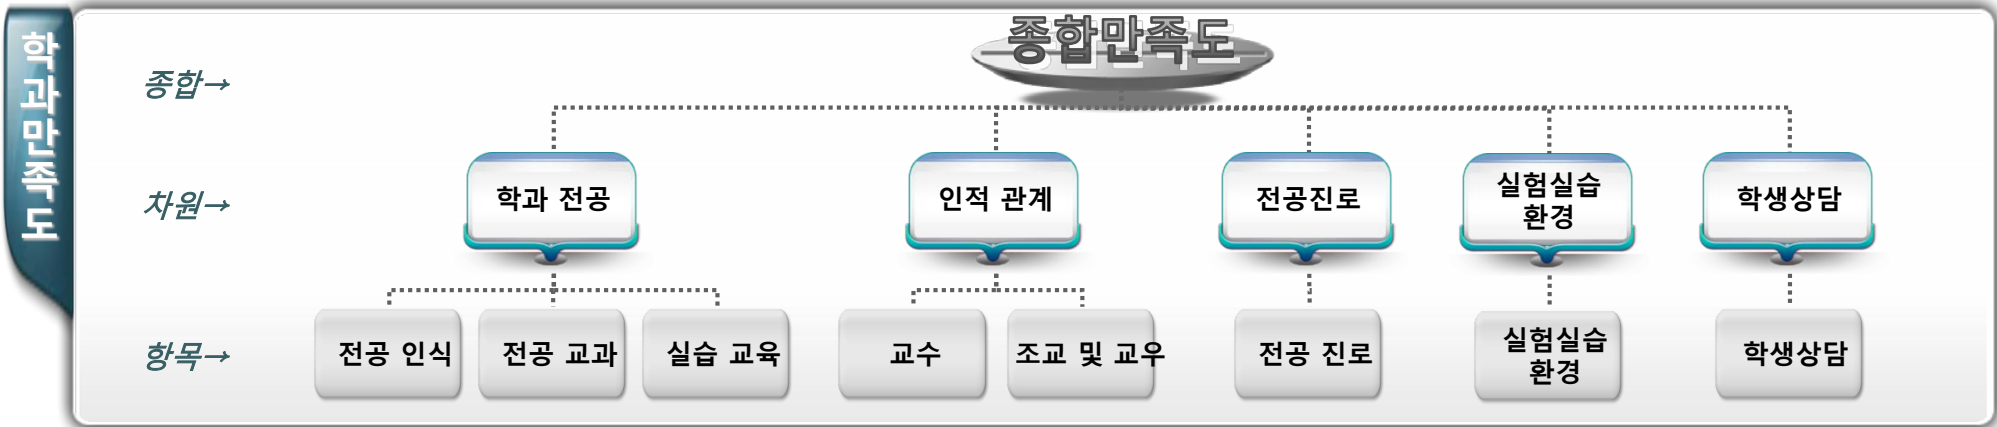 학과만족도
종합만족도
종합→
차원→
학과 전공
인적 관계
전공진로
실험실습
환경
학생상담
항목→
전공 인식
전공 교과
실습 교육
교수
조교 및 교우
전공 진로
실험실습
환경
학생상담